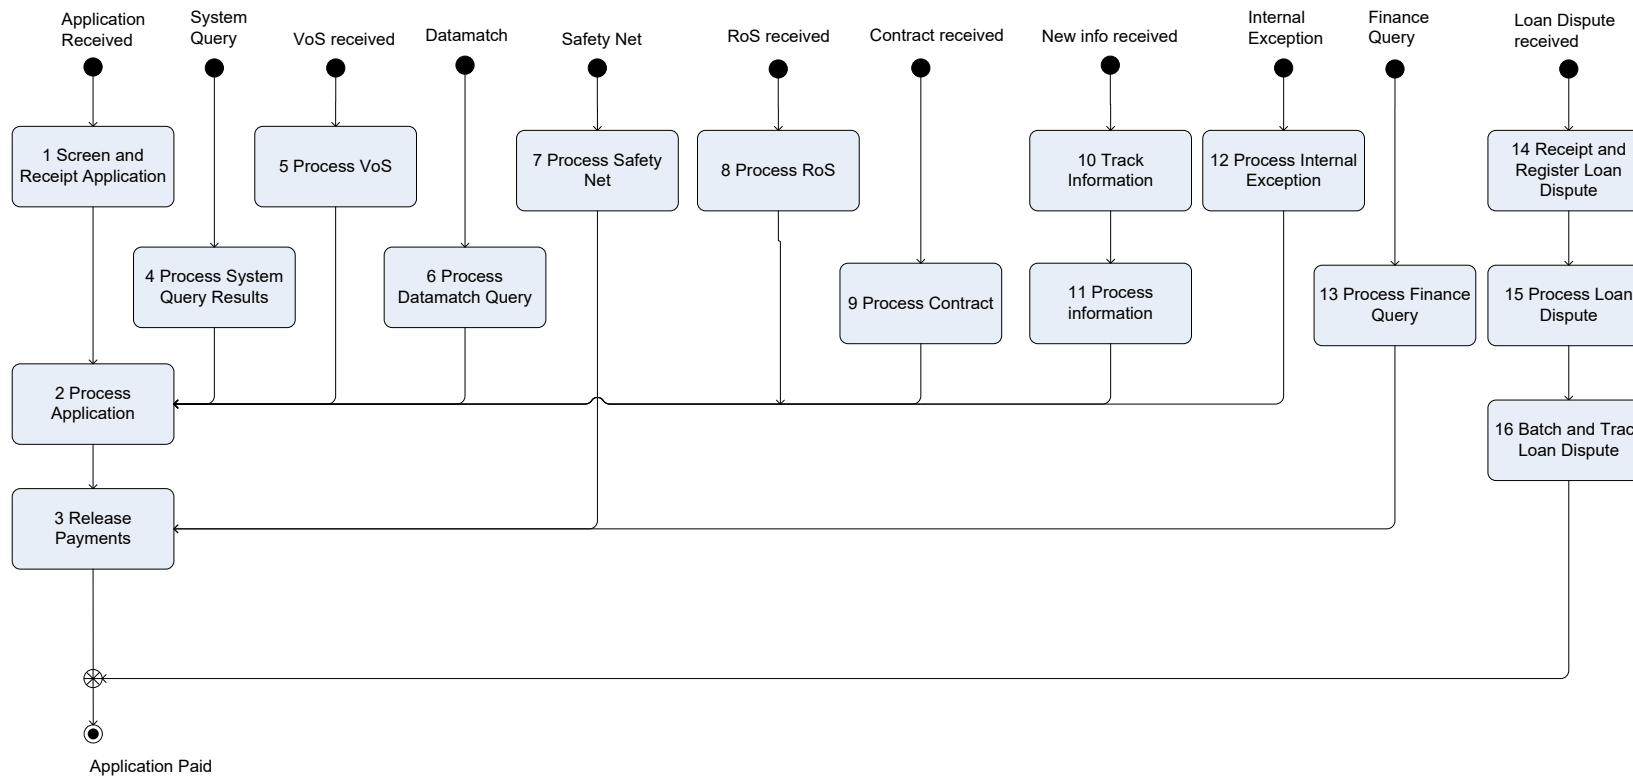 Application
Received
System
Query
VoS received
Datamatch
Safety Net
RoS received
Contract received
New info received
Internal
Exception
Finance
Query
Loan Dispute
received
1 Screen and
Receipt Application
5 Process VoS
7 Process Safety
Net
8 Process RoS
10 Track
Information
12 Process Internal
Exception
14 Receipt and
Register Loan
Dispute
4 Process System
Query Results
6 Process
Datamatch Query
9 Process Contract
11 Process
information
13 Process Finance
Query
15 Process Loan
Dispute
2 Process
Application
16 Batch and Trac
Loan Dispute
3 Release
Payments
Application Paid